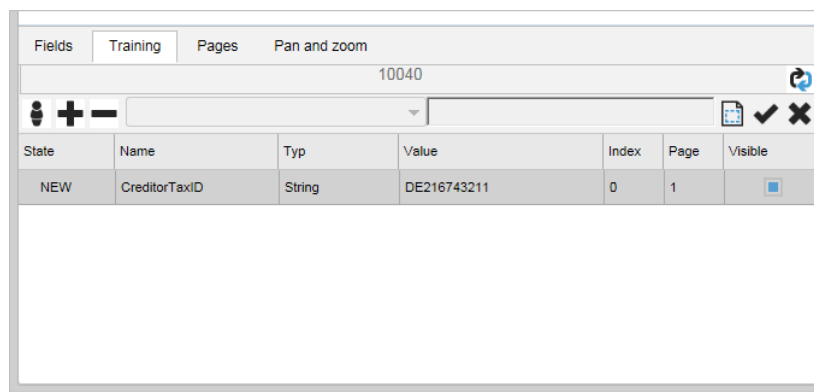 Fields Training Pages Pan and zoom
10040
State Name Typ Value Index Page Visible
NEW CreditorTaxID String DE216743211 0 1